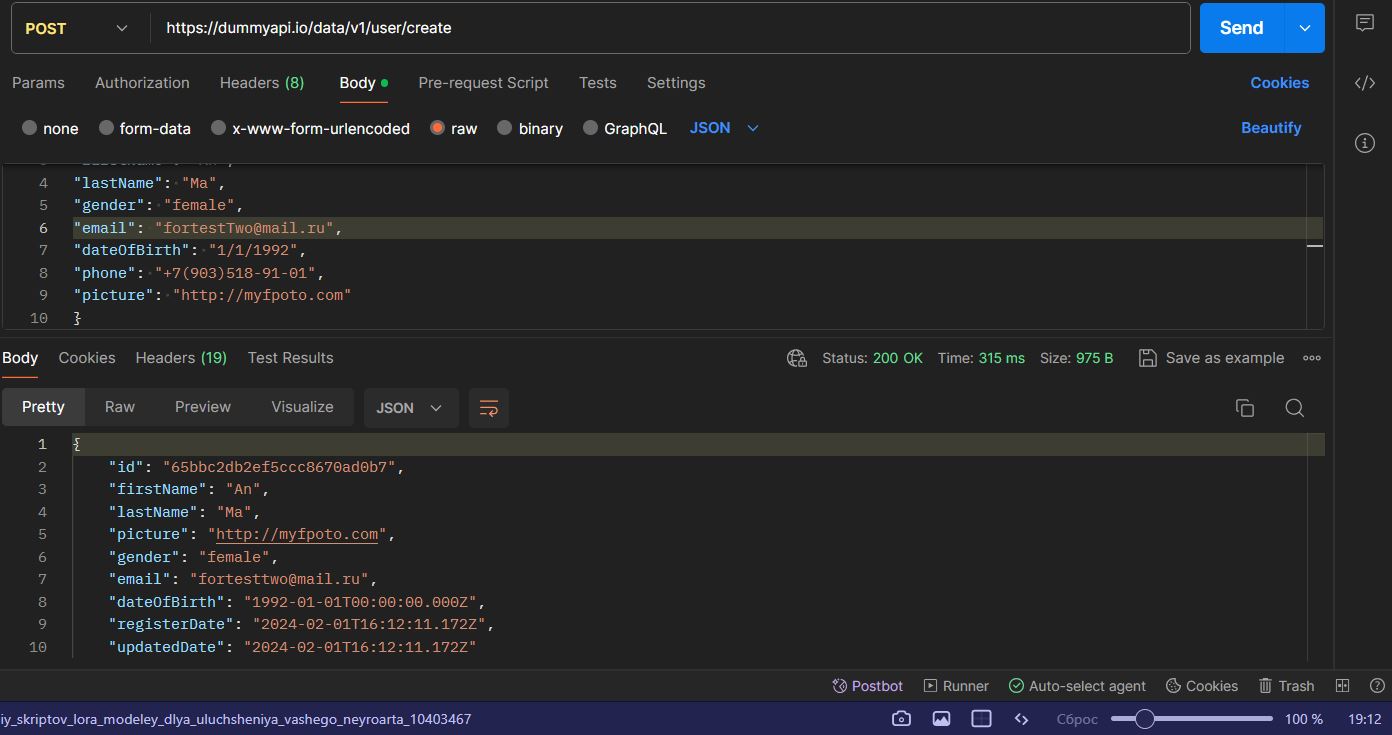 POST https://dummyapi.io/data/v1/user/create Send
Params Authorization Headers (8) Body Pre-request Script Tests Settings Cookies
none form-data x-www-form-urlencoded raw binary GraphQL JSON Beautify
4 "lastName": "Ma",
5 "gender": "female",
6 "email": "fortestTwo@mail.ru",
7 "dateOfBirth": "1/1/1992",
8 "phone": "+7(903)518-91-01",
9 "picture": "http://myfpoto.com"
10 }
Body Cookies Headers (19) Test Results Status: 200 OK Time: 315 ms Size: 975 B Save as example
Pretty Raw Preview Visualize JSON
1 {
2 "id": "65bbc2db2ef5ccc8670ad0b7",
3 "firstName": "An",
4 "lastName": "Ma",
5 "picture": "http://myfpoto.com",
6 "gender": "female",
7 "email": "fortesttwo@mail.ru",
8 "dateOfBirth": "1992-01-01T00:00:00.000Z",
9 "registerDate": "2024-02-01T16:12:11.172Z",
10 "updatedDate": "2024-02-01T16:12:11.172Z"
Postbot Runner Auto-select agent Cookies Trash
iy_skriptov_lora_modeley_dlya_uluchsheniya_vashego_neyroarta_10403467 Сброс 100 % 19:12